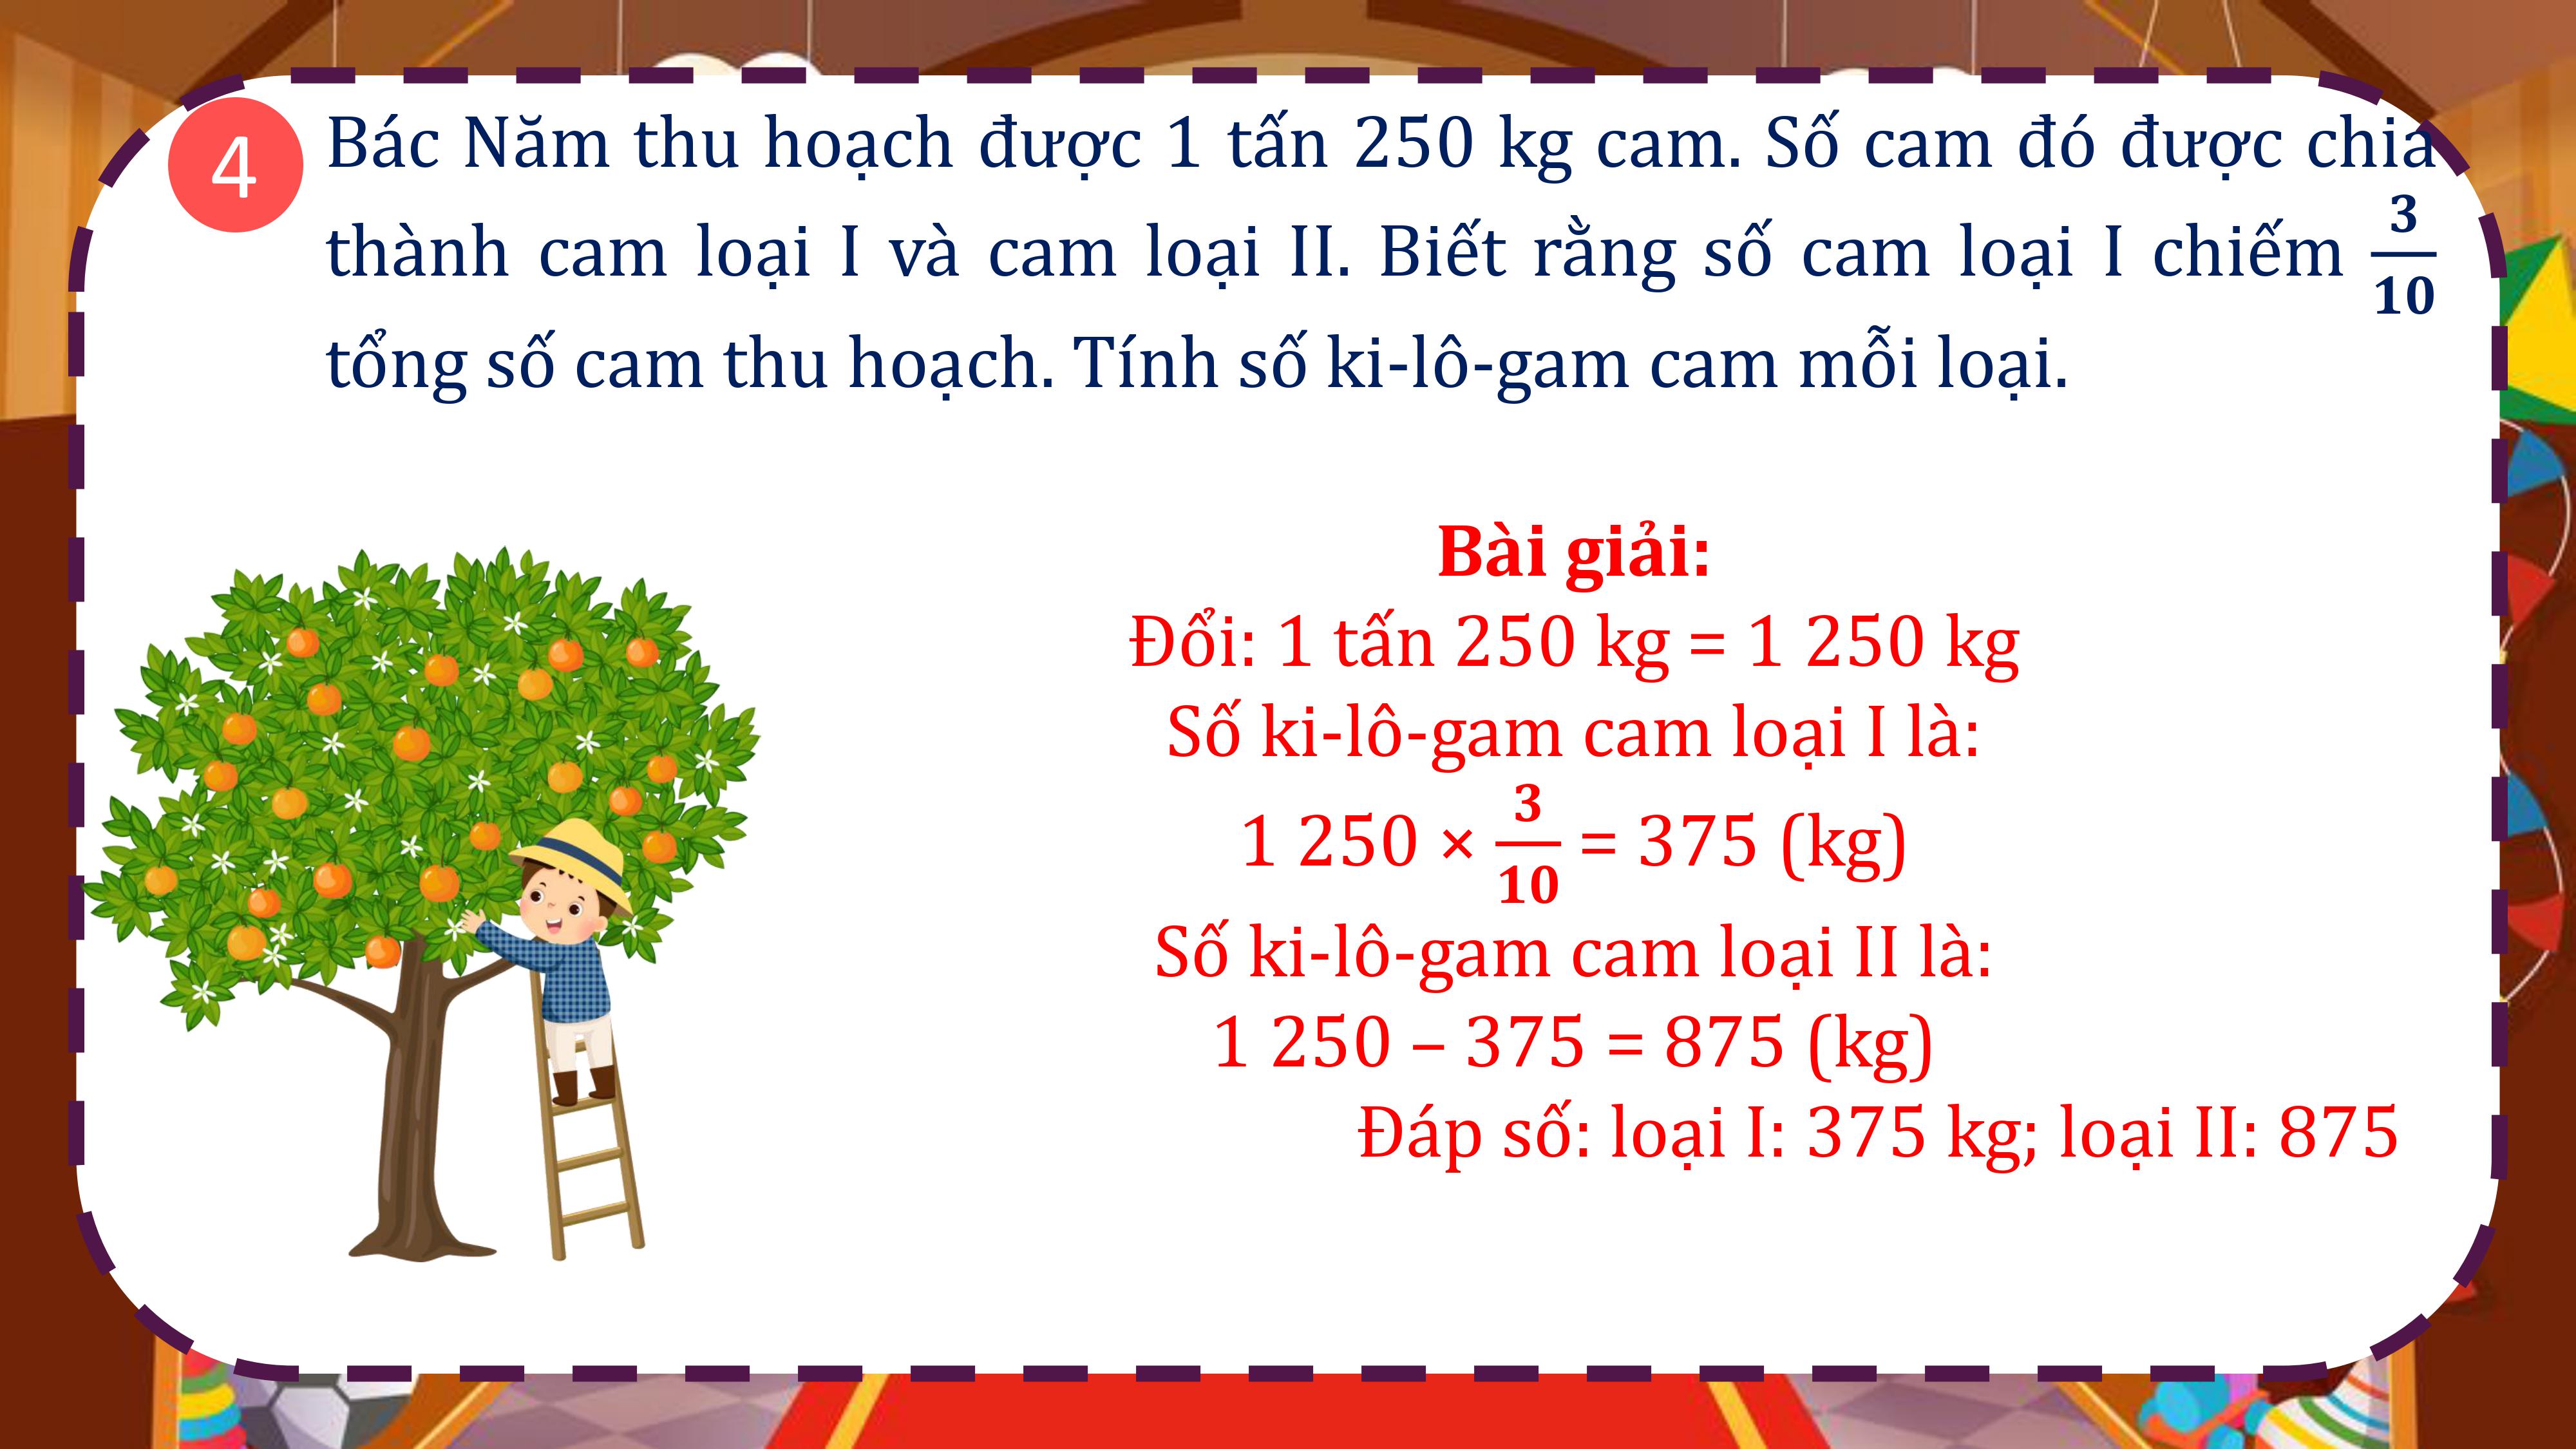 4
Bác Năm thu hoạch được 1 tấn 250 kg cam. Số cam đó được chia
thành cam loại I và cam loại II. Biết rằng số cam loại I chiếm 3/10
tổng số cam thu hoạch. Tính số ki-lô-gam cam mỗi loại.
Bài giải:
Đổi: 1 tấn 250 kg = 1 250 kg
Số ki-lô-gam cam loại I là:
1 250 × 3/10 = 375 (kg)
Số ki-lô-gam cam loại II là:
1 250 – 375 = 875 (kg)
Đáp số: loại I: 375 kg; loại II: 875